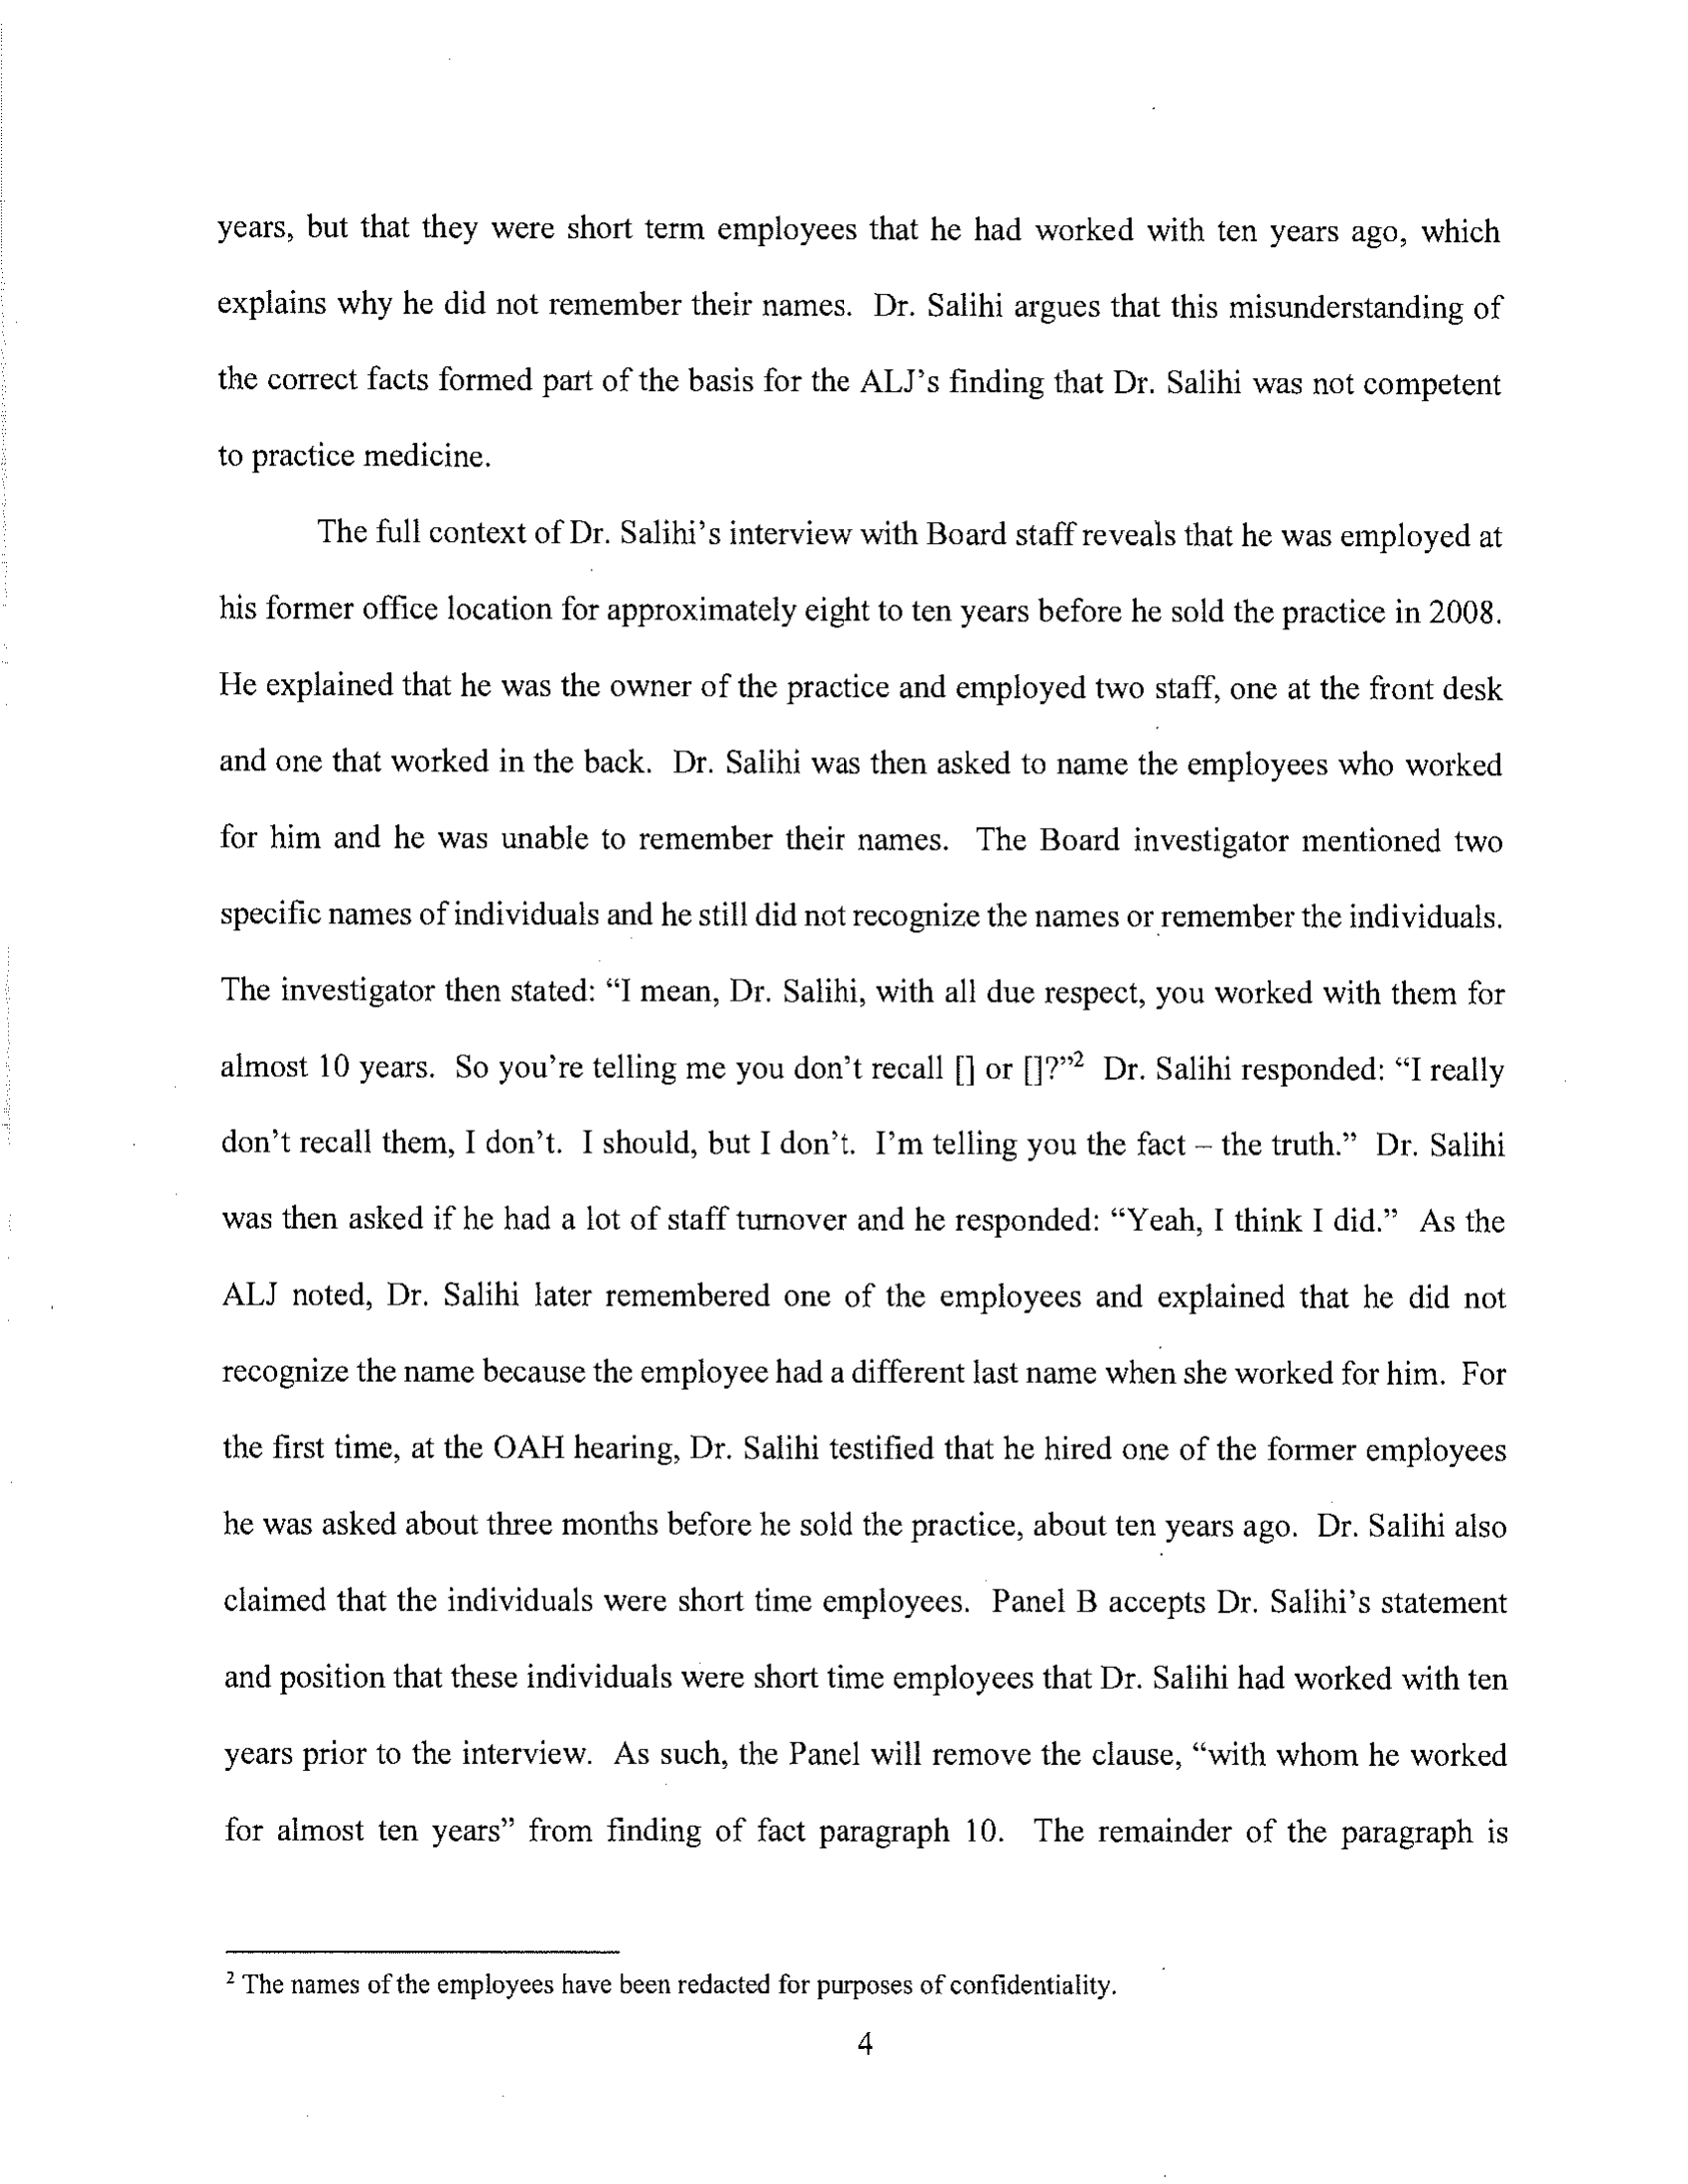 years, but that they were short term employees that he had worked with ten years ago, which
explains why he did not remember their names. Dr. Salihi argues that this misunderstanding of
the correct facts formed part of the basis for the ALJ's finding that Dr. Salihi was not competent
to practice medicine.
The full context of Dr. Salihi's interview with Board staff reveals that he was employed at
his former office location for approximately eight to ten years before he sold the practice in 2008.
He explained that he was the owner of the practice and employed two staff, one at the front desk
and one that worked in the back. Dr. Salihi was then asked to name the employees who worked
for him and he was unable to remember their names. The Board investigator mentioned two
specific names of individuals and he still did not recognize the names or remember the individuals.
The investigator then stated: “I mean, Dr. Salihi, with all due respect, you worked with them for
almost 10 years. So you're telling me you don't recall [] or []?”2 Dr. Salihi responded: “I really
don't recall them, I don't. I should, but I don't. I'm telling you the fact – the truth.” Dr. Salihi
was then asked if he had a lot of staff turnover and he responded: “Yeah, I think I did.” As the
ALJ noted, Dr. Salihi later remembered one of the employees and explained that he did not
recognize the name because the employee had a different last name when she worked for him. For
the first time, at the OAH hearing, Dr. Salihi testified that he hired one of the former employees
he was asked about three months before he sold the practice, about ten years ago. Dr. Salihi also
claimed that the individuals were short time employees. Panel B accepts Dr. Salihi's statement
and position that these individuals were short time employees that Dr. Salihi had worked with ten
years prior to the interview. As such, the Panel will remove the clause, “with whom he worked
for almost ten years” from finding of fact paragraph 10. The remainder of the paragraph is
2 The names of the employees have been redacted for purposes of confidentiality.
4